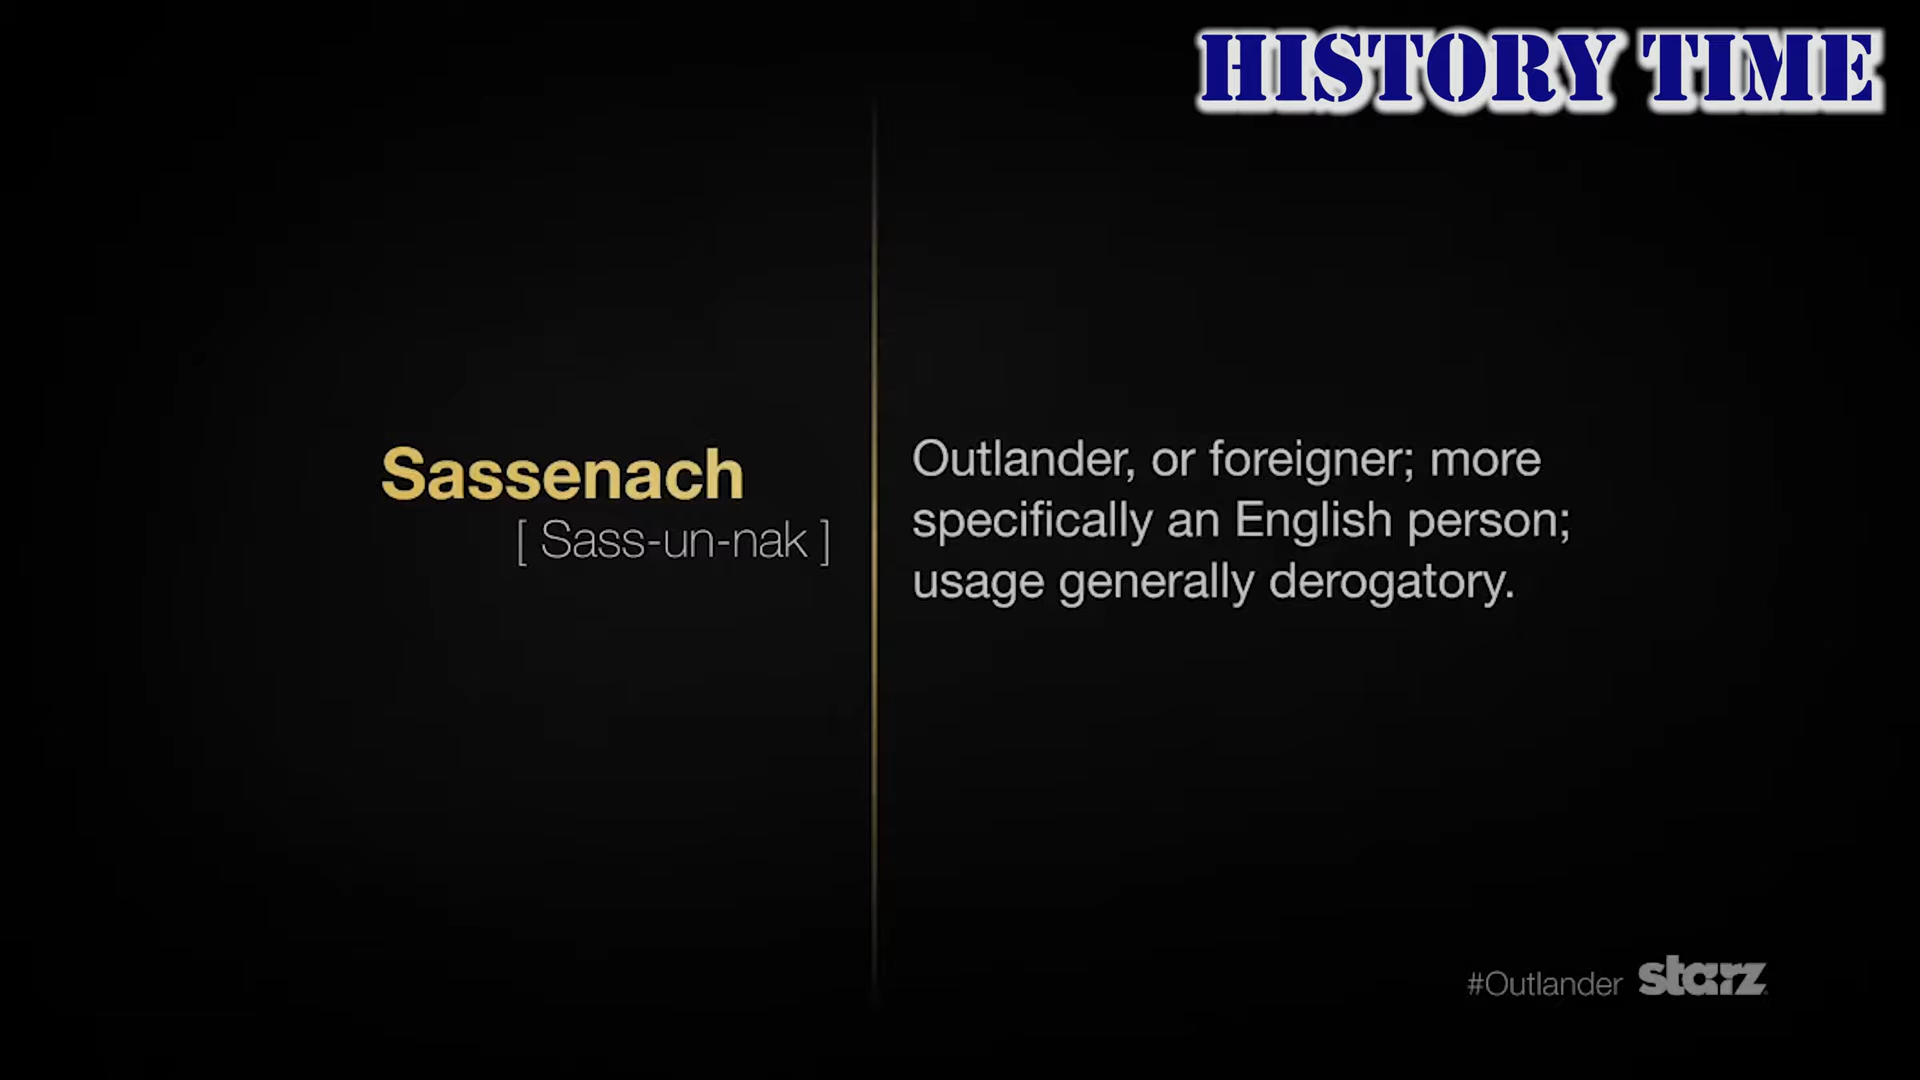 HISTORY TIME
Sassenach
[ Sass-un-nak ]
Outlander, or foreigner; more
specifically an English person;
usage generally derogatory.
#Outlander starz